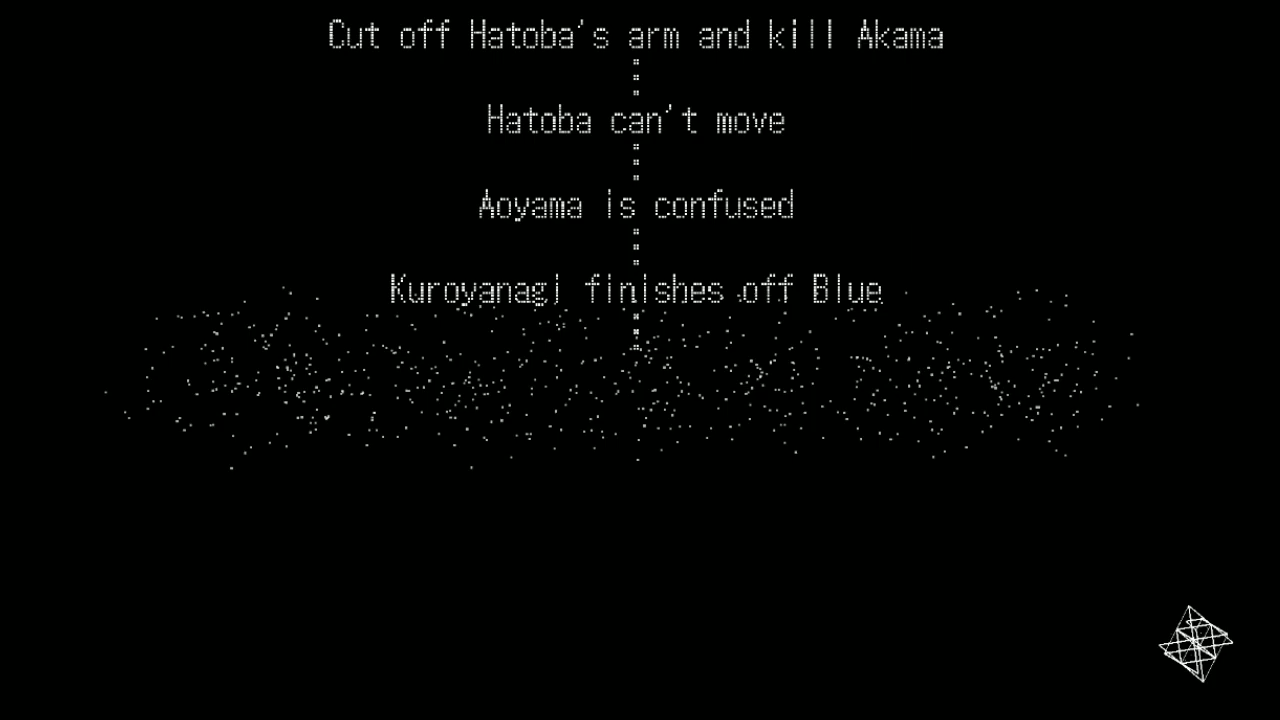 Cut off Hatoba's arm and kill Akama
Hatoba can't move
Aoyama is confused
Kuroyanagi finishes off Blue